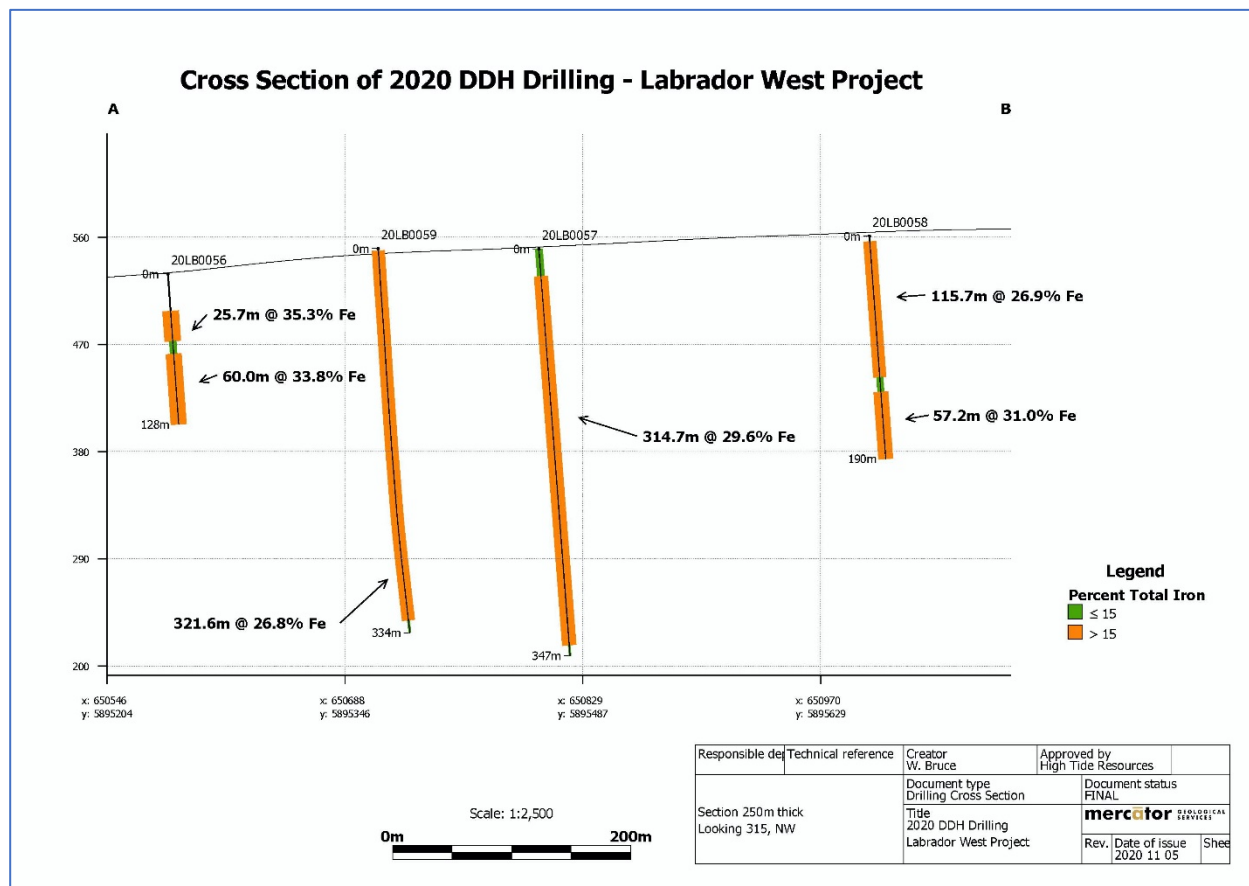 Cross Section of 2020 DDH Drilling - Labrador West Project
A
B
560
470
380
290
200
20LB0056
0m
25.7m @ 35.3% Fe
60.0m @ 33.8% Fe
128m
20LB0059
0m
321.6m @ 26.8% Fe
334m
20LB0057
0m
314.7m @ 29.6% Fe
347m
20LB0058
0m
115.7m @ 26.9% Fe
57.2m @ 31.0% Fe
190m
Legend
Percent Total Iron
≤ 15
> 15
x: 650546
y: 5895204
x: 650688
y: 5895346
x: 650829
y: 5895487
x: 650970
y: 5895629
Scale: 1:2,500
0m
200m
Responsible dep
Technical reference
Creator
W. Bruce
Approved by
High Tide Resources
Section 250m thick
Looking 315, NW
Document type
Drilling Cross Section
Document status
FINAL
Title
2020 DDH Drilling
Labrador West Project
mercator GEOLOGICAL
SERVICES
Rev.
Date of issue
2020 11 05
Shee